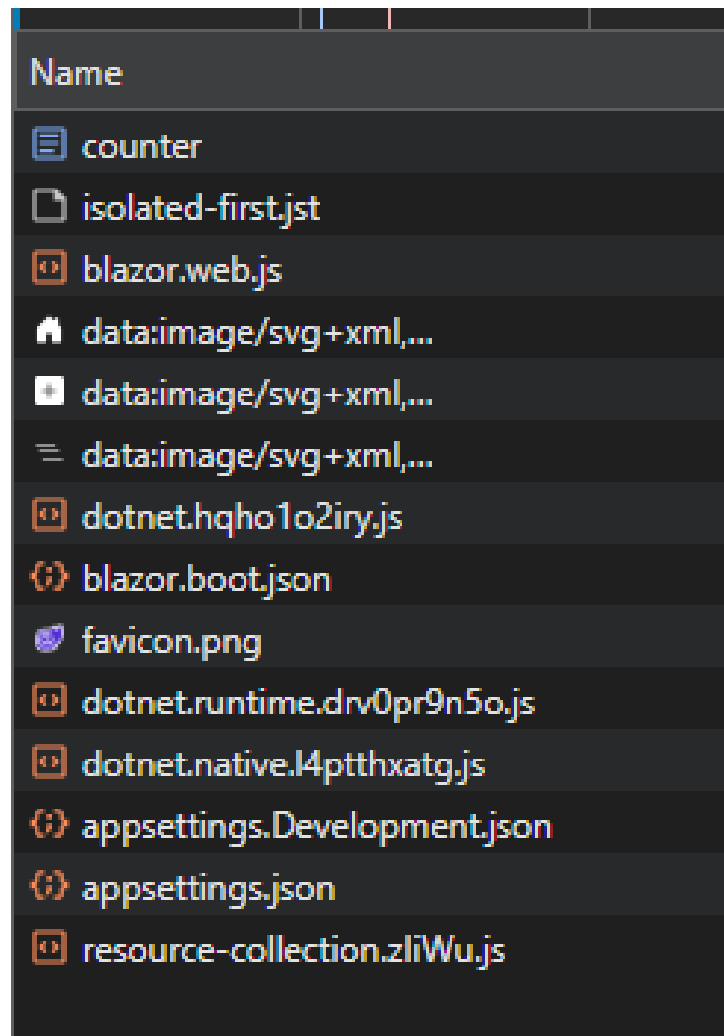 Name
counter
isolated-first.jst
blazor.web.js
data:image/svg+xml,...
data:image/svg+xml,...
data:image/svg+xml,...
dotnet.hqho1o2iry.js
blazor.boot.json
favicon.png
dotnet.runtime.drv0pr9n5o.js
dotnet.native.l4ptthxatg.js
appsettings.Development.json
appsettings.json
resource-collection.zliWu.js